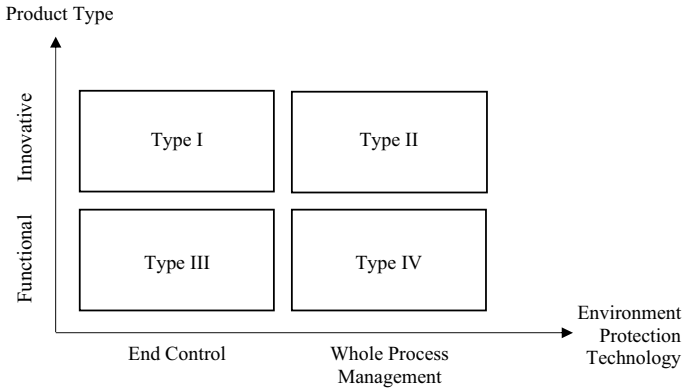 Product Type
Innovative
Type I
Type II
Functional
Type III
Type IV
Environment
Protection
Technology
End Control
Whole Process
Management